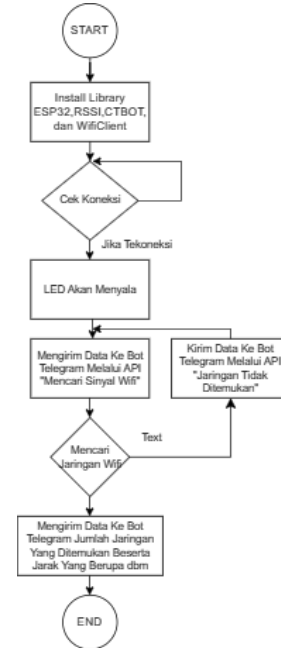 START
Install Library
ESP32,RSSI,CTBOT,
dan WifiClient
Cek Koneksi
Jika Tekoneksi
LED Akan Menyala
Mengirim Data Ke Bot
Telegram Melalui API
"Mencari Sinyal Wifi"
Kirim Data Ke Bot
Telegram Melalui API
"Jaringan Tidak
Ditemukan"
Text
Mencari
Jaringan Wifi
Mengirim Data Ke Bot
Telegram Jumlah Jaringan
Yang Ditemukan Beserta
Jarak Yang Berupa dbm
END